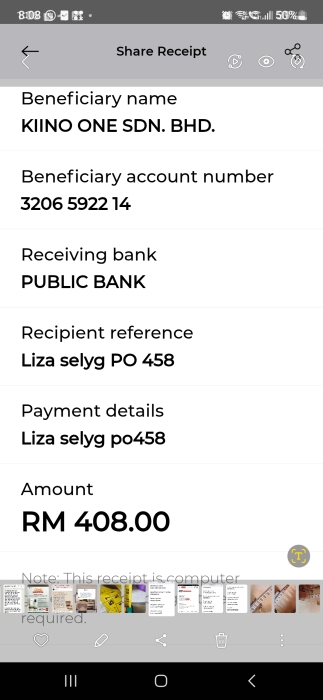 8:08
50%
Share Receipt
Beneficiary name
KIINO ONE SDN. BHD.
Beneficiary account number
3206 5922 14
Receiving bank
PUBLIC BANK
Recipient reference
Liza selyg PO 458
Payment details
Liza selyg po458
Amount
RM 408.00
T
Note: This receipt is computer
required.